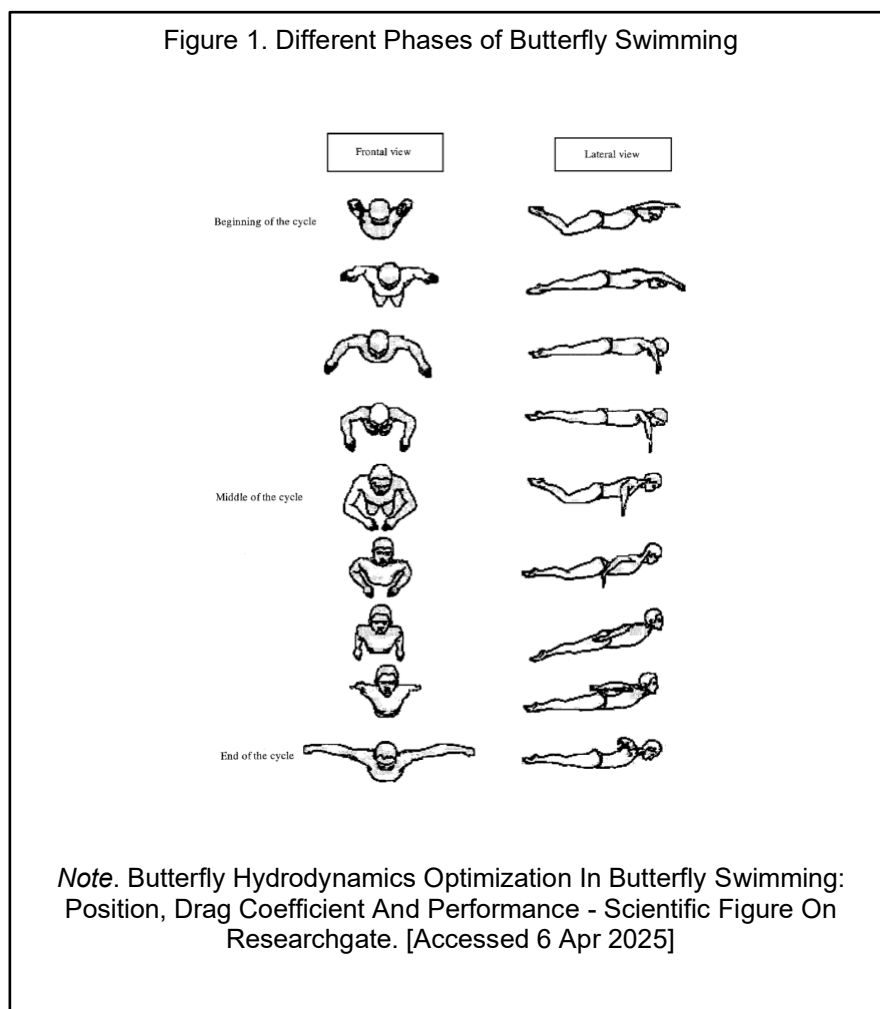 Figure 1. Different Phases of Butterfly Swimming
Frontal view
Lateral view
Beginning of the cycle
Middle of the cycle
End of the cycle
Note. Butterfly Hydrodynamics Optimization In Butterfly Swimming:
Position, Drag Coefficient And Performance - Scientific Figure On
Researchgate. [Accessed 6 Apr 2025]